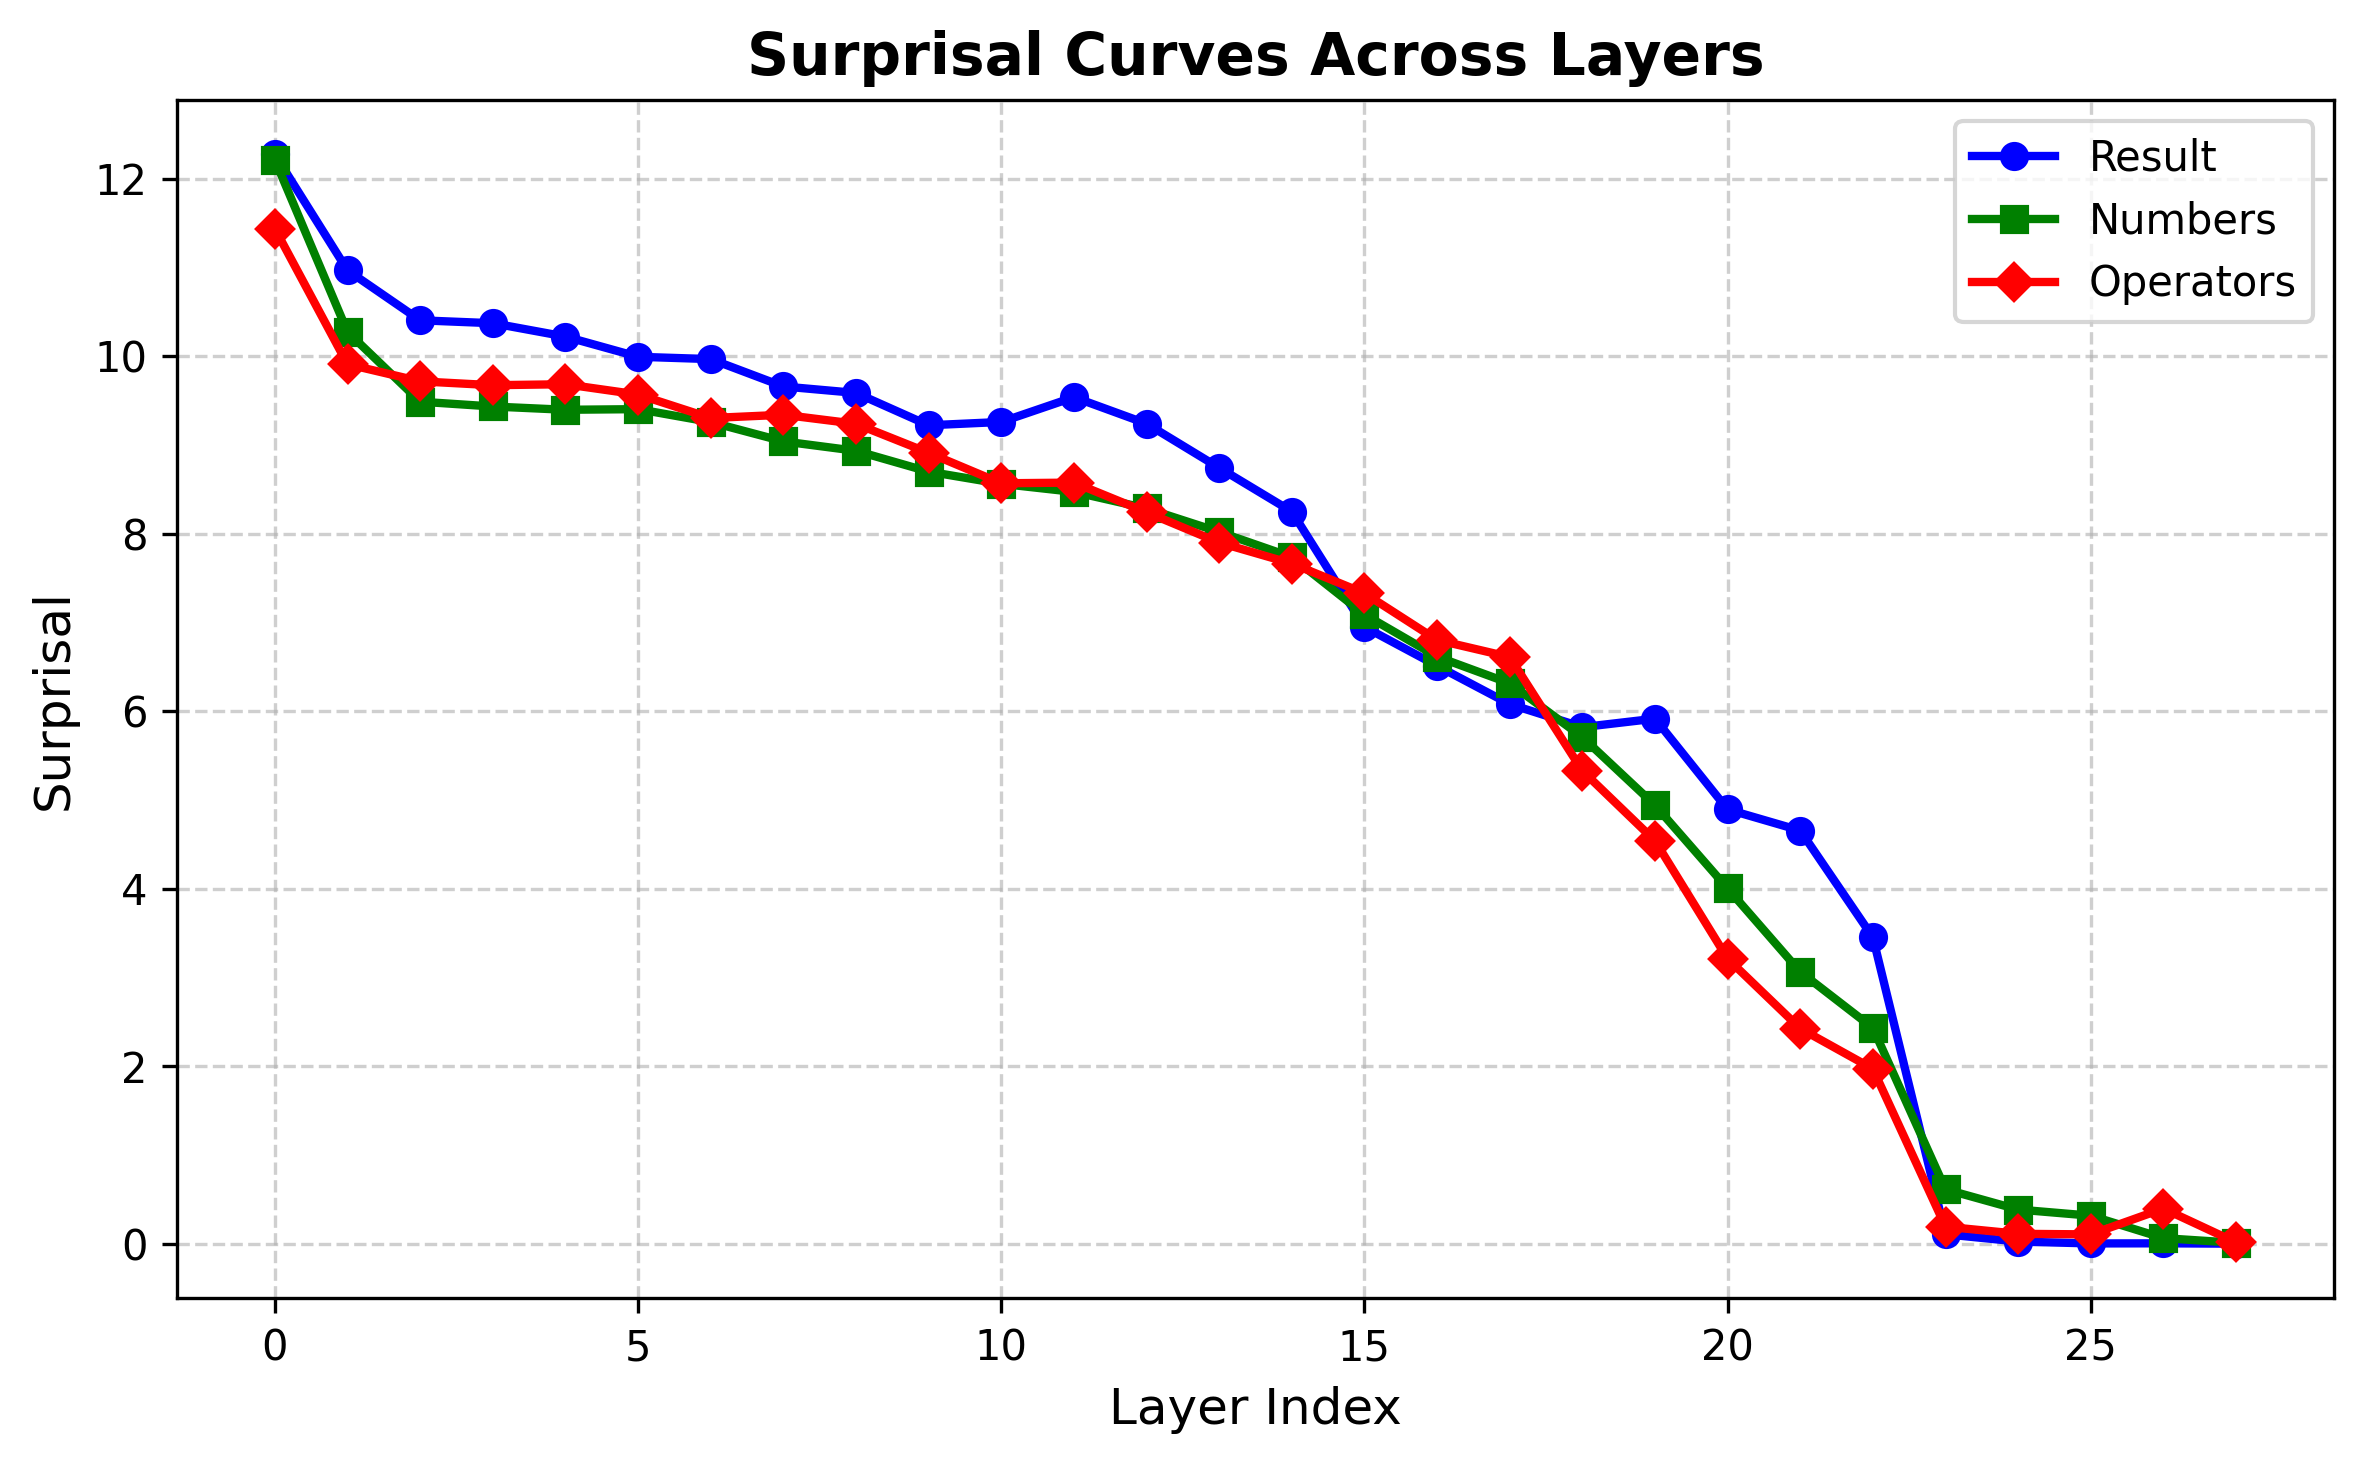 Surprisal Curves Across Layers
Result
Numbers
Operators
Surprisal
12
10
8
6
4
2
0
0 5 10 15 20 25
Layer Index